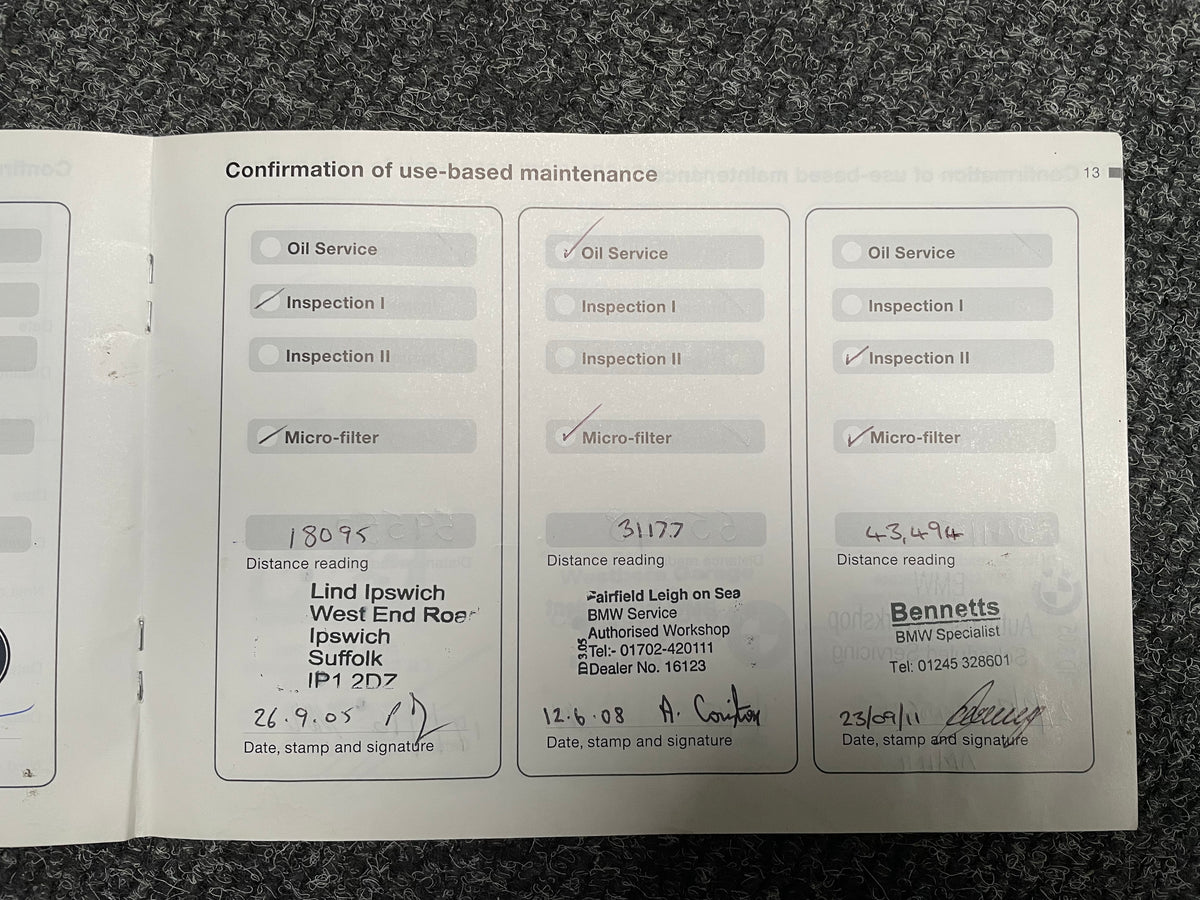 Confirmation of use-based maintenance
13
Oil Service
Inspection I
Inspection II
Micro-filter
18095
Distance reading
Lind Ipswich
West End Roa
Ipswich
Suffolk
IP1 2DZ
26.9.05
Date, stamp and signature
Oil Service
Inspection I
Inspection II
Micro-filter
31177
Distance reading
Fairfield Leigh on Sea
BMW Service
Authorised Workshop
Tel:- 01702-420111
Dealer No. 16123
12.6.08 A.
Date, stamp and signature
Oil Service
Inspection I
Inspection II
Micro-filter
43,494
Distance reading
Bennetts
BMW Specialist
Tel: 01245 328601
23/09/11
Date, stamp and signature